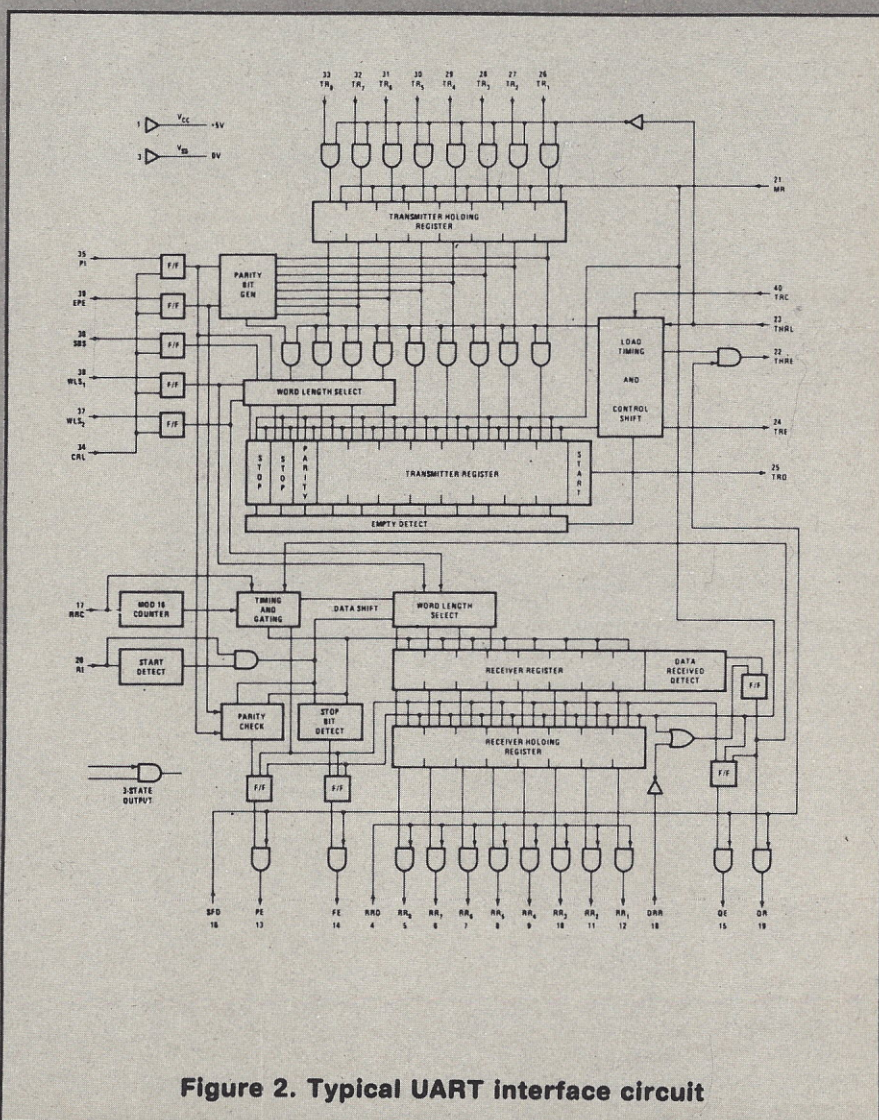 33 32 31 30 29 28 27 26
TR8 TR7 TR6 TR5 TR4 TR3 TR2 TR1
1 VCC +5V
3 VSS 0V
21
MR
TRANSMITTER HOLDING
REGISTER
35
PI
F/F
PARITY
BIT
GEN
39
EPE
F/F
40
TRC
23
THRL
22
THRE
LOAD
TIMING
AND
CONTROL
SHIFT
36
SBS
F/F
38
WLS1
F/F
WORD LENGTH SELECT
37
WLS2
F/F
34
CRL
24
TRE
STOP
STOP
PARITY
TRANSMITTER REGISTER
START
25
TRO
EMPTY DETECT
17
RRC
MOD 16
COUNTER
TIMING
AND
GATING
DATA SHIFT
WORD LENGTH
SELECT
20
RI
START
DETECT
RECEIVER REGISTER
DATA
RECEIVED
DETECT
F/F
PARITY
CHECK
STOP
BIT
DETECT
RECEIVER HOLDING
REGISTER
F/F
3-STATE
OUTPUT
F/F
F/F
SFD PE FE RRD RR8 RR7 RR6 RR5 RR4 RR3 RR2 RR1 DRR OE DR
16 13 14 4 5 6 7 8 9 10 11 12 18 15 19
Figure 2. Typical UART interface circuit